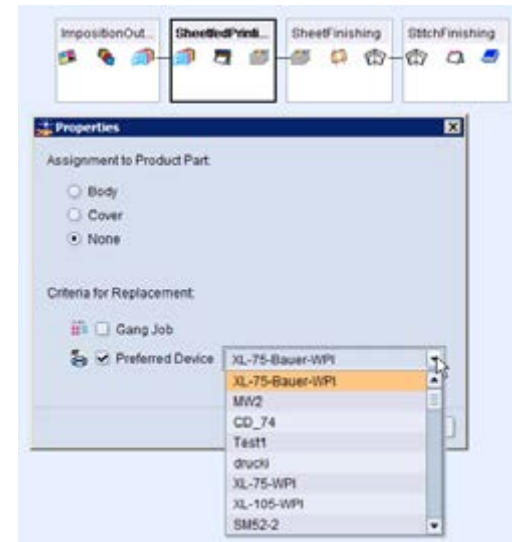 ImpositionOut... SheetfedPrinti... SheetFinishing StitchFinishing
Properties
Assignment to Product Part:
Body
Cover
None
Criteria for Replacement:
Gang Job
Preferred Device XL-75-Bauer-WPI
XL-75-Bauer-WPI
MW2
CD_74
Test1
drucki
XL-75-WPI
XL-105-WPI
SM52-2